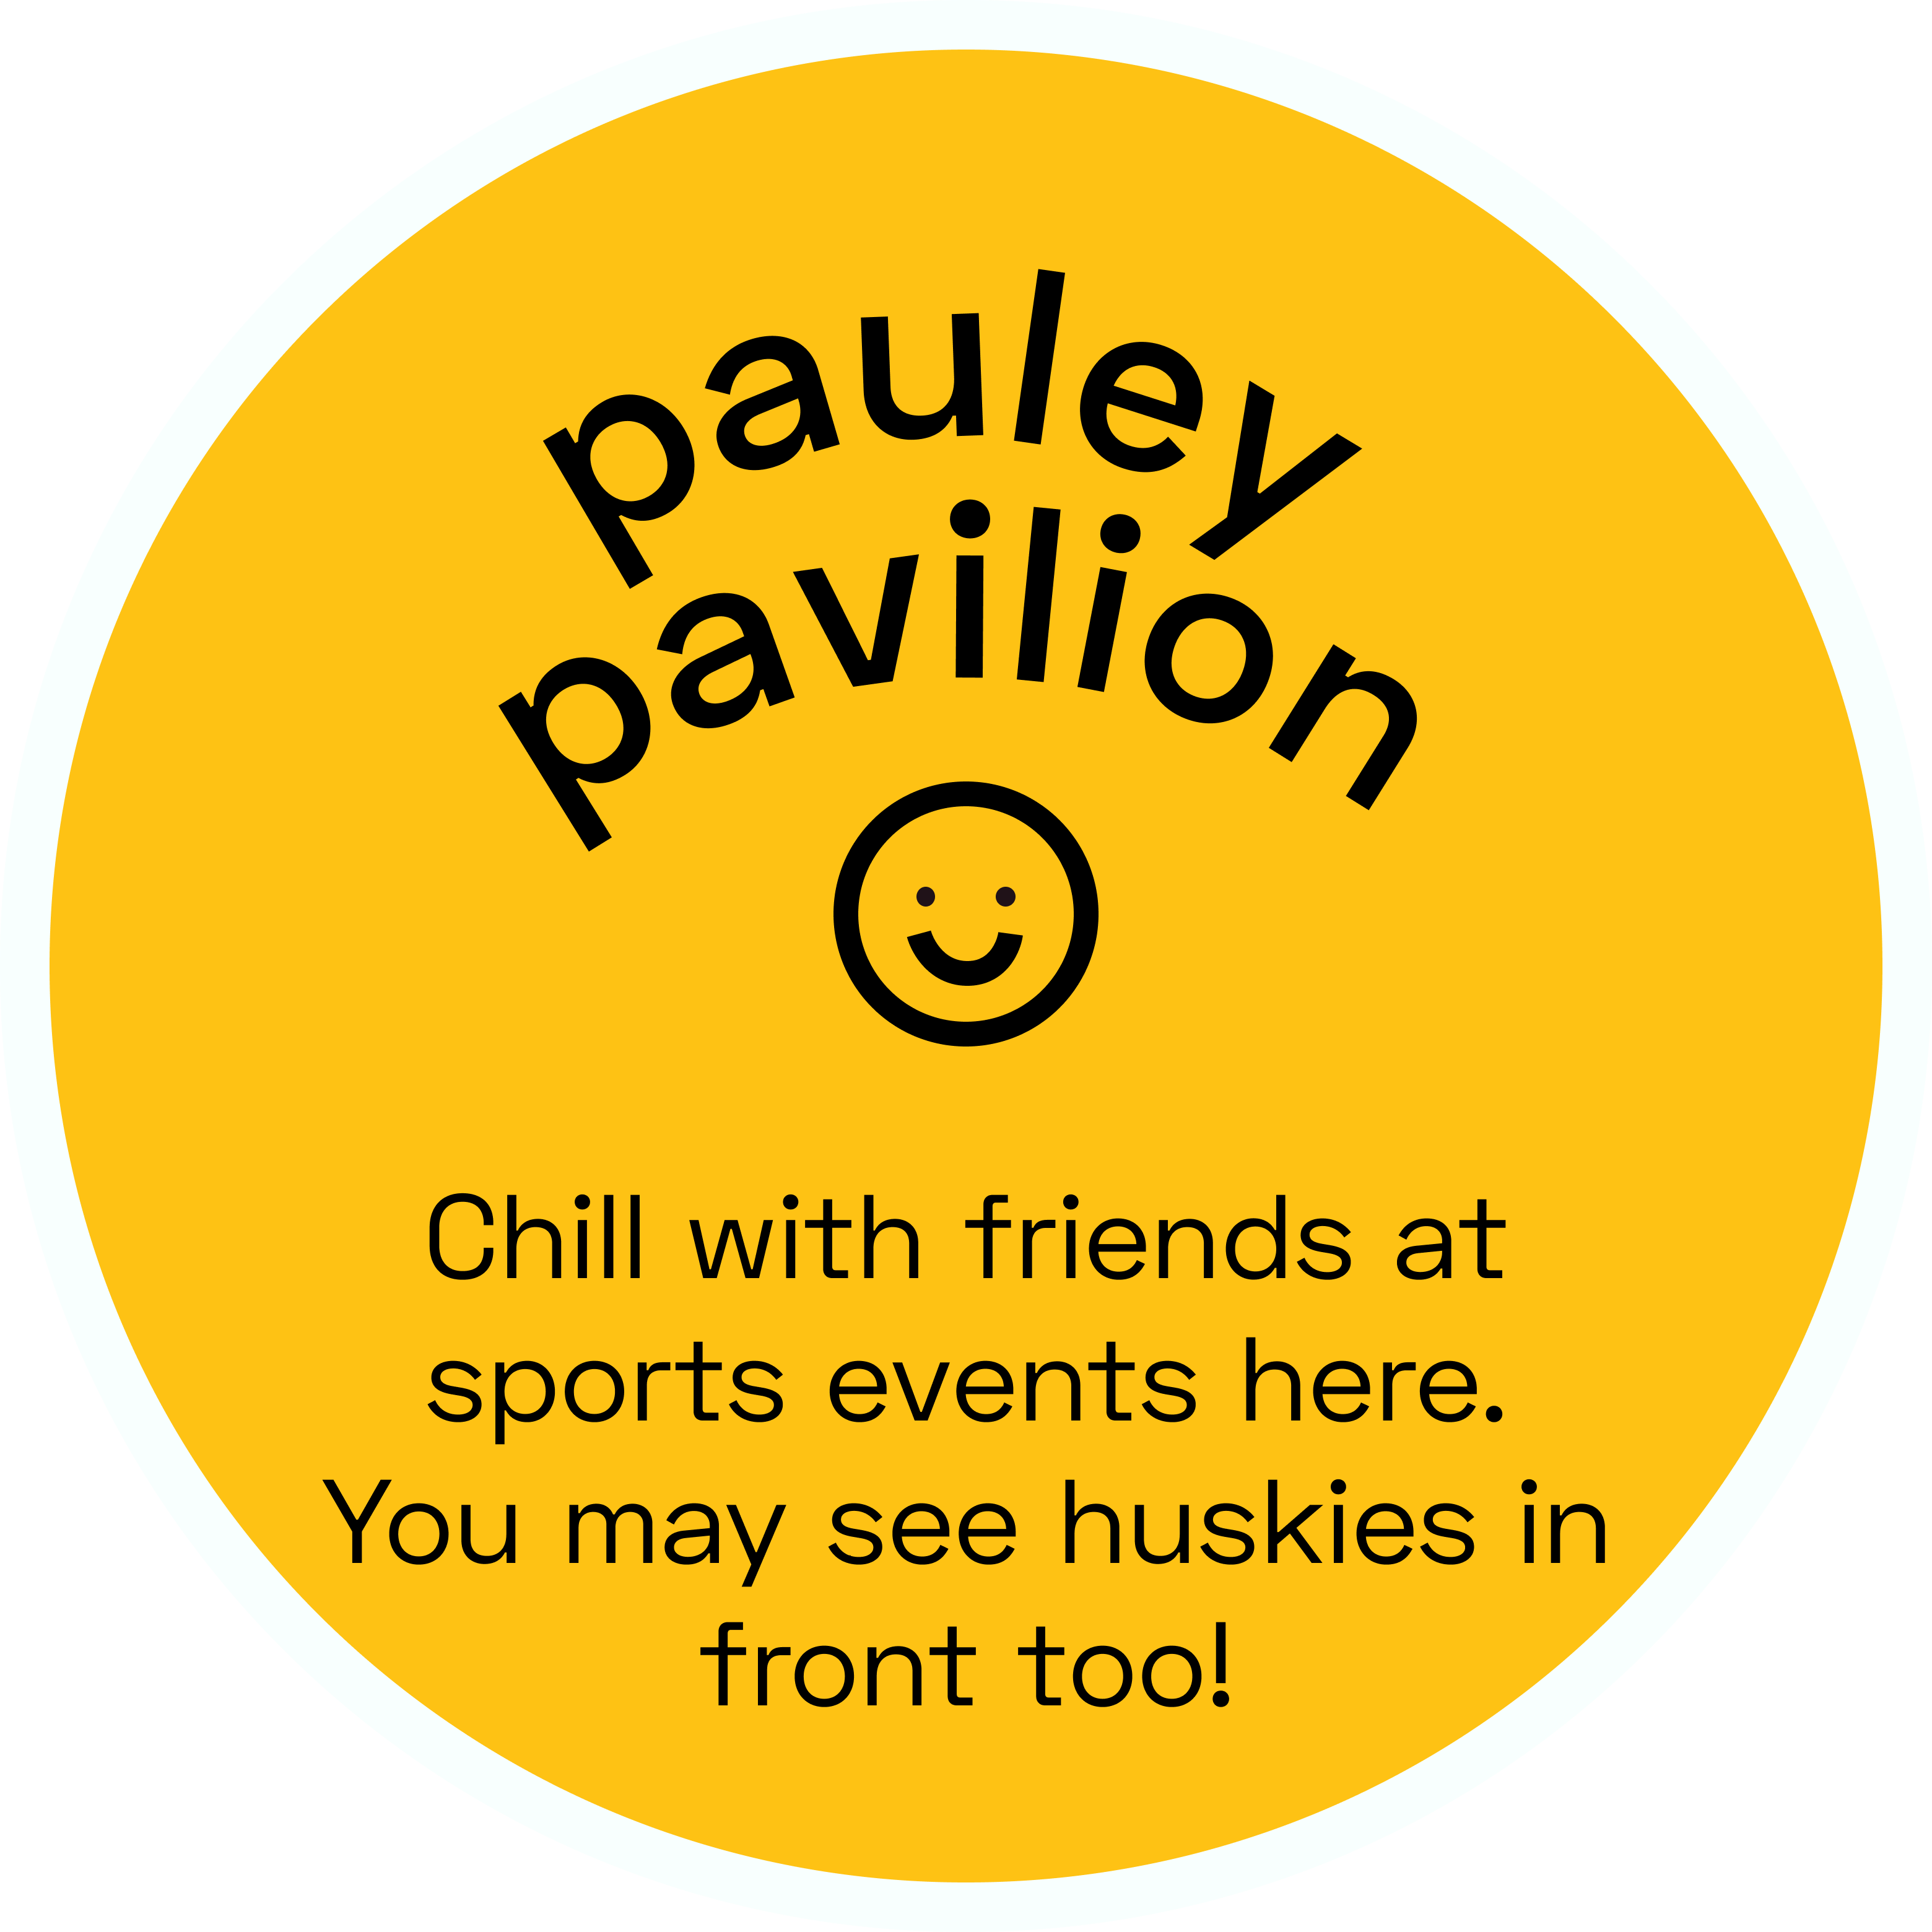 pauley
pavilion
Chill with friends at
sports events here.
You may see huskies in
front too!